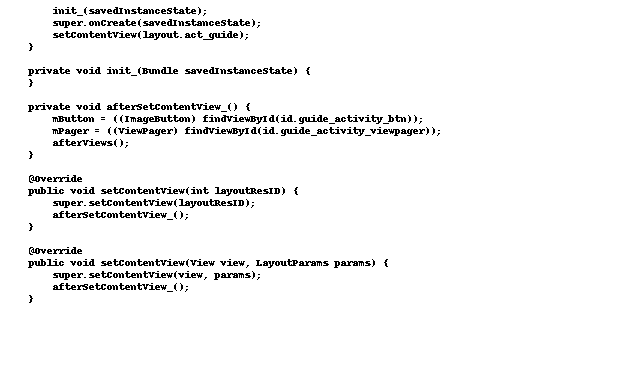 init_(savedInstanceState);
super.onCreate(savedInstanceState);
setContentView(layout.act_guide);
}
private void init_(Bundle savedInstanceState) {
}
private void afterSetContentView_() {
mButton = ((ImageButton) findViewById(id.guide_activity_btn));
mPager = ((ViewPager) findViewById(id.guide_activity_viewpager));
afterViews();
}
@Override
public void setContentView(int layoutResID) {
super.setContentView(layoutResID);
afterSetContentView_();
}
@Override
public void setContentView(View view, LayoutParams params) {
super.setContentView(view, params);
afterSetContentView_();
}